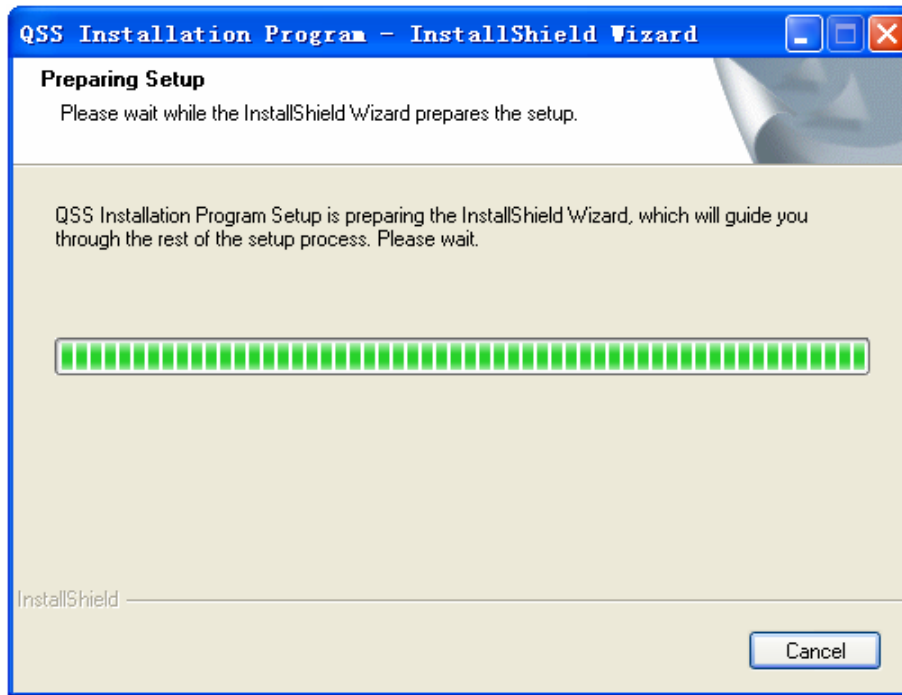 QSS Installation Program - InstallShield Wizard
Preparing Setup
Please wait while the InstallShield Wizard prepares the setup.
QSS Installation Program Setup is preparing the InstallShield Wizard, which will guide you
through the rest of the setup process. Please wait.
InstallShield
Cancel